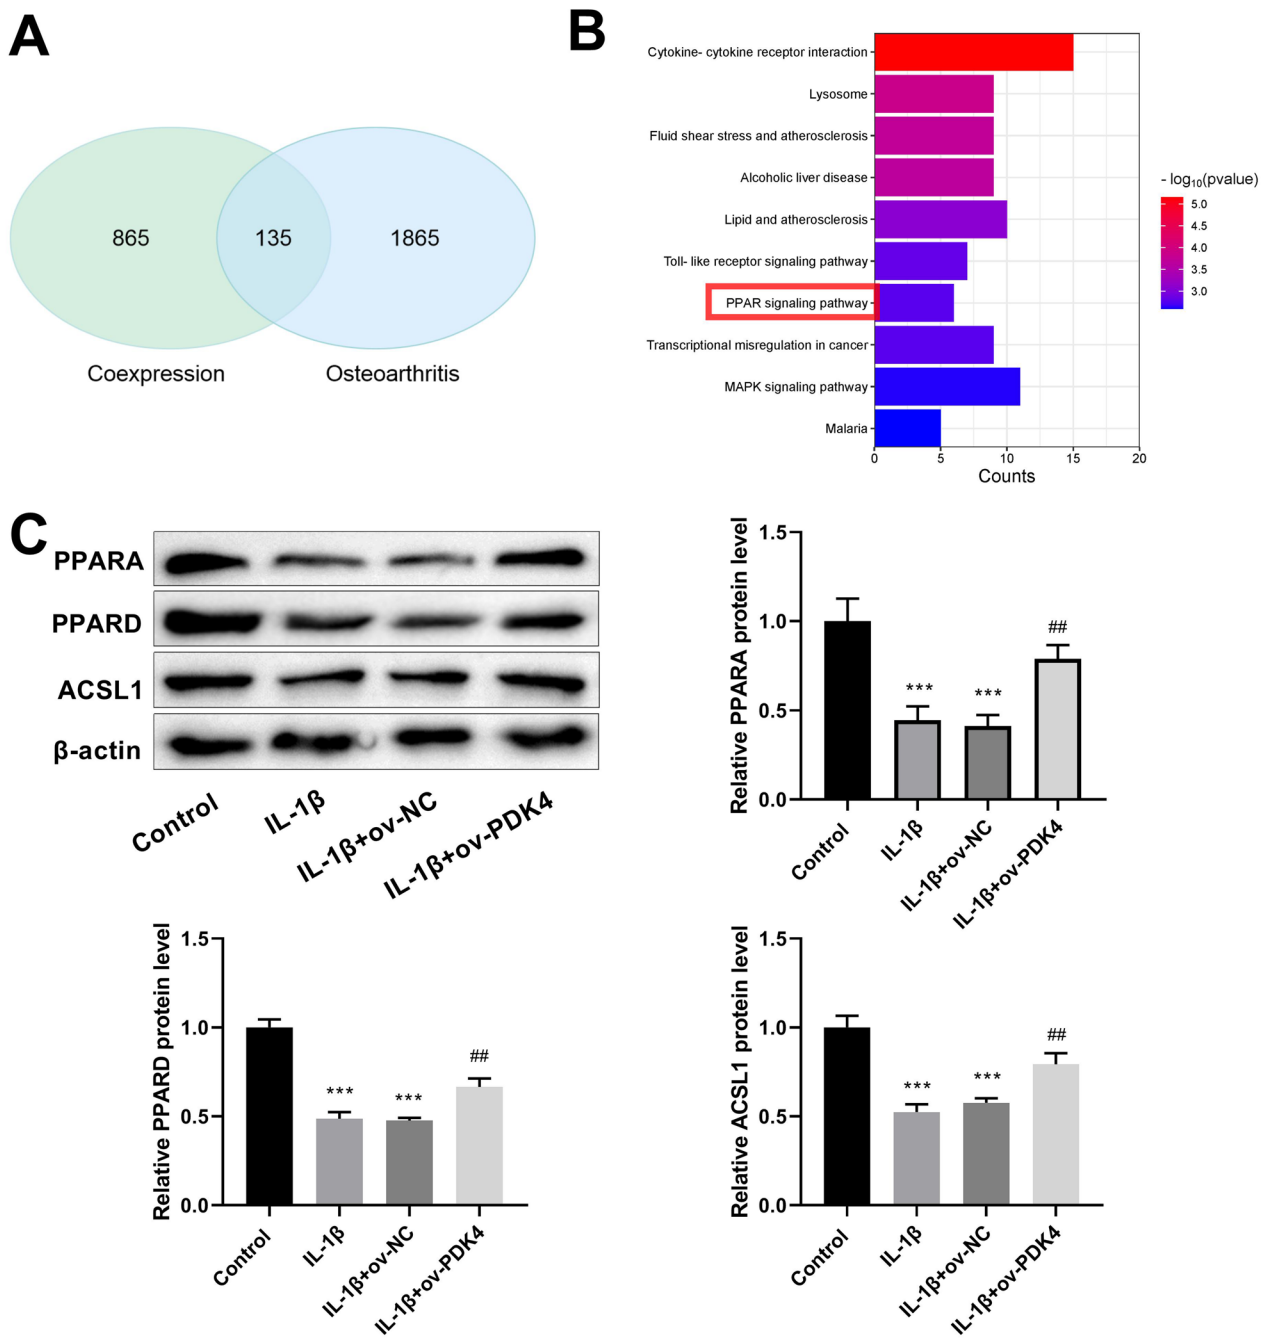 A
865
135
1865
Coexpression
Osteoarthritis
B
Cytokine- cytokine receptor interaction
Lysosome
Fluid shear stress and atherosclerosis
Alcoholic liver disease
Lipid and atherosclerosis
Toll- like receptor signaling pathway
PPAR signaling pathway
Transcriptional misregulation in cancer
MAPK signaling pathway
Malaria
0 5 10 15 20
Counts
- log10(pvalue)
5.0
4.5
4.0
3.5
3.0
C
PPARA
PPARD
ACSL1
β-actin
Control
IL-1β
IL-1β+ov-NC
IL-1β+ov-PDK4
Relative PPARA protein level
1.5
1.0
0.5
0.0
***
***
##
Control
IL-1β
IL-1β+ov-NC
IL-1β+ov-PDK4
Relative PPARD protein level
1.5
1.0
0.5
0.0
***
***
##
Control
IL-1β
IL-1β+ov-NC
IL-1β+ov-PDK4
Relative ACSL1 protein level
1.5
1.0
0.5
0.0
***
***
##
Control
IL-1β
IL-1β+ov-NC
IL-1β+ov-PDK4